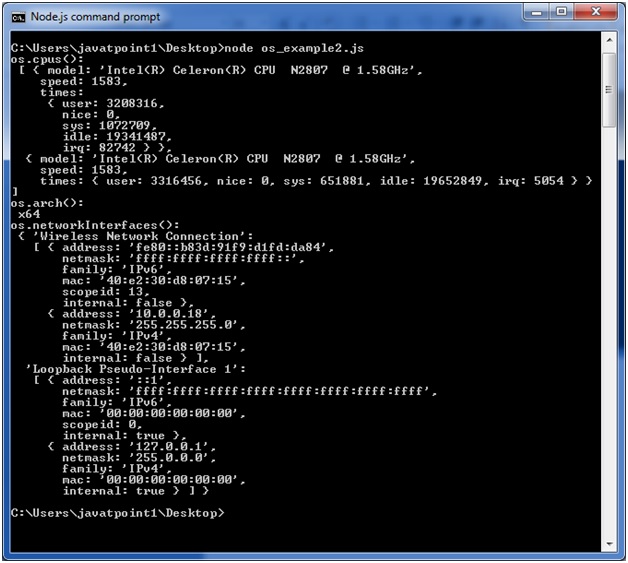 Node.js command prompt
C:\Users\javatpoint1\Desktop>node os_example2.js
os.cpus():
[ { model: 'Intel(R) Celeron(R) CPU  N2807  @ 1.58GHz',
speed: 1583,
times:
{ user: 3208316,
nice: 0,
sys: 1072709,
idle: 19341487,
irq: 82742 } },
{ model: 'Intel(R) Celeron(R) CPU  N2807  @ 1.58GHz',
speed: 1583,
times: { user: 3316456, nice: 0, sys: 651881, idle: 19652849, irq: 5054 } }
]
os.arch():
x64
os.networkInterfaces():
{ 'Wireless Network Connection':
[ { address: 'fe80::b83d:91f9:d1fd:da84',
netmask: 'ffff:ffff:ffff:ffff::',
family: 'IPv6',
mac: '40:e2:30:d8:07:15',
scopeid: 13,
internal: false },
{ address: '10.0.0.18',
netmask: '255.255.255.0',
family: 'IPv4',
mac: '40:e2:30:d8:07:15',
internal: false } ],
'Loopback Pseudo-Interface 1':
[ { address: '::1',
netmask: 'ffff:ffff:ffff:ffff:ffff:ffff:ffff:ffff',
family: 'IPv6',
mac: '00:00:00:00:00:00',
scopeid: 0,
internal: true },
{ address: '127.0.0.1',
netmask: '255.0.0.0',
family: 'IPv4',
mac: '00:00:00:00:00:00',
internal: true } ] }
C:\Users\javatpoint1\Desktop>